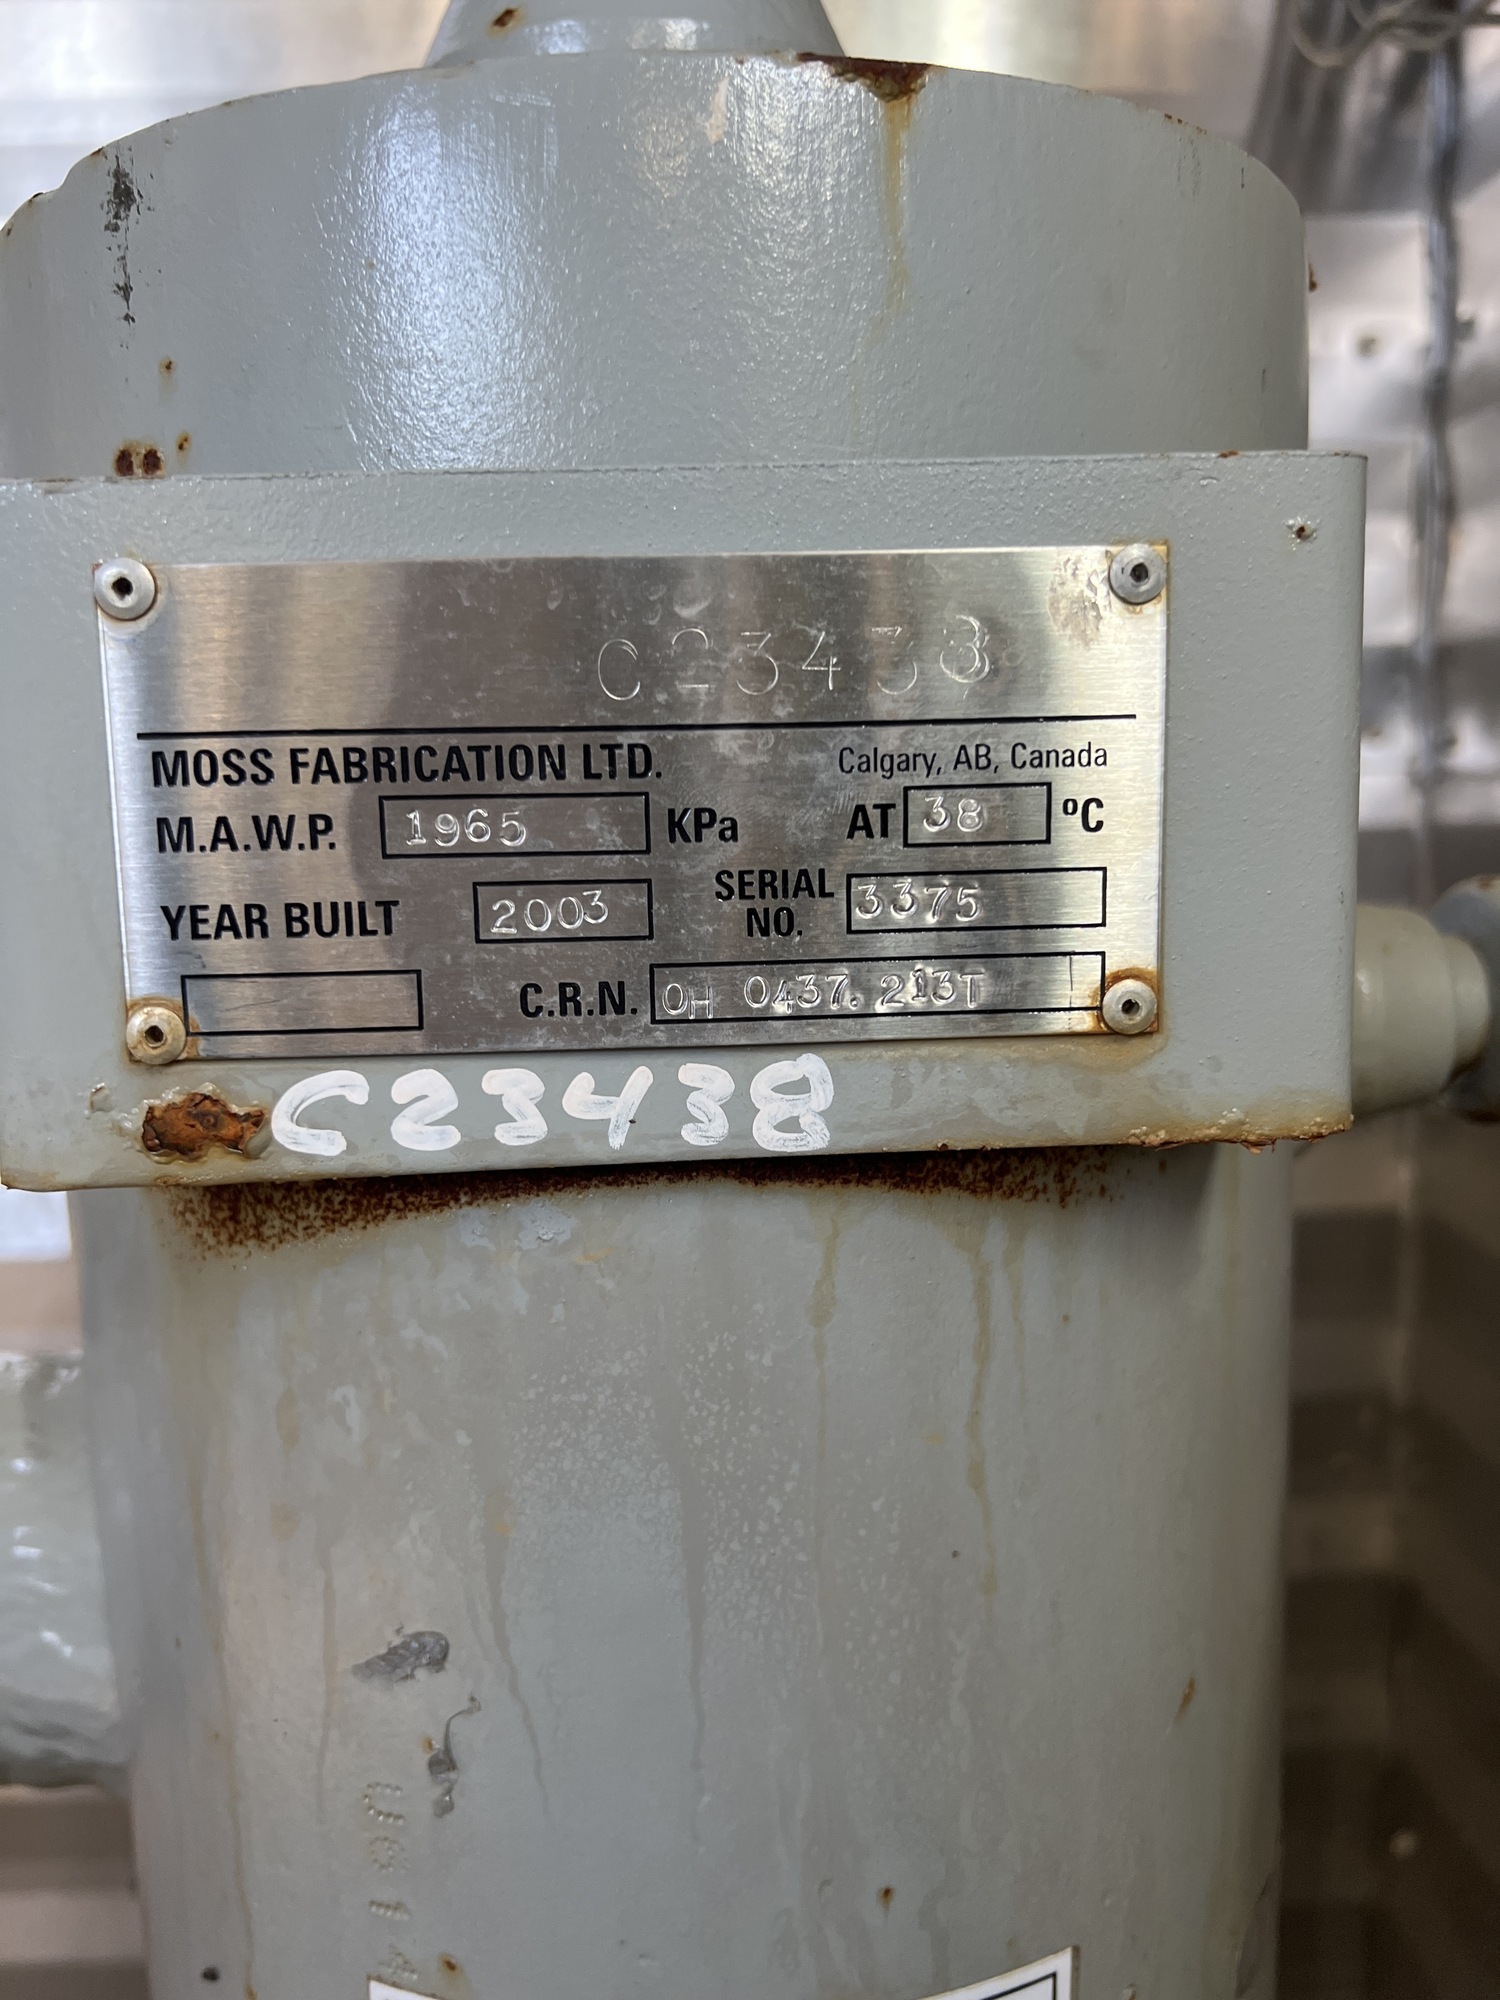 C23438
MOSS FABRICATION LTD. Calgary, AB, Canada
M.A.W.P. 1965 KPa AT 38 ºC
YEAR BUILT 2003 SERIAL NO. 3375
C.R.N. OH 0437.213T
C23438